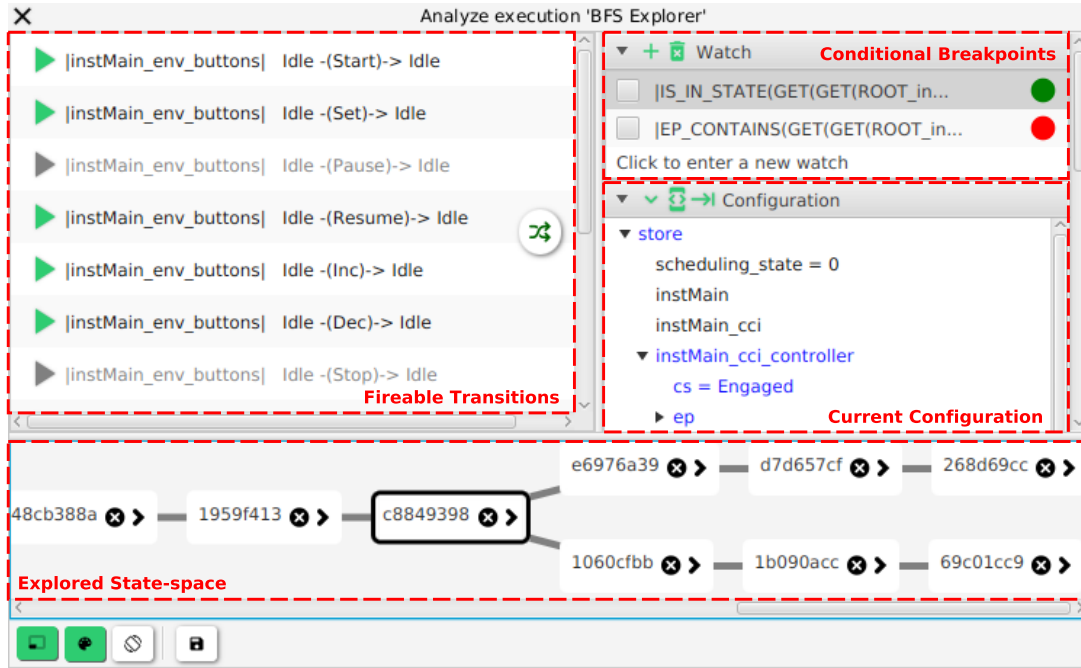 Analyze execution 'BFS Explorer'
|instMain_env_buttons| Idle -(Start)-> Idle
|instMain_env_buttons| Idle -(Set)-> Idle
|instMain_env_buttons| Idle -(Pause)-> Idle
|instMain_env_buttons| Idle -(Resume)-> Idle
|instMain_env_buttons| Idle -(Inc)-> Idle
|instMain_env_buttons| Idle -(Dec)-> Idle
|instMain_env_buttons| Idle -(Stop)-> Idle
Fireable Transitions
Watch Conditional Breakpoints
|IS_IN_STATE(GET(GET(ROOT_in...
|EP_CONTAINS(GET(GET(ROOT_in...
Click to enter a new watch
Configuration
store
scheduling_state = 0
instMain
instMain_cci
instMain_cci_controller
cs = Engaged
ep
Current Configuration
e6976a39 d7d657cf 268d69cc
48cb388a 1959f413 c8849398
1060cfbb 1b090acc 69c01cc9
Explored State-space